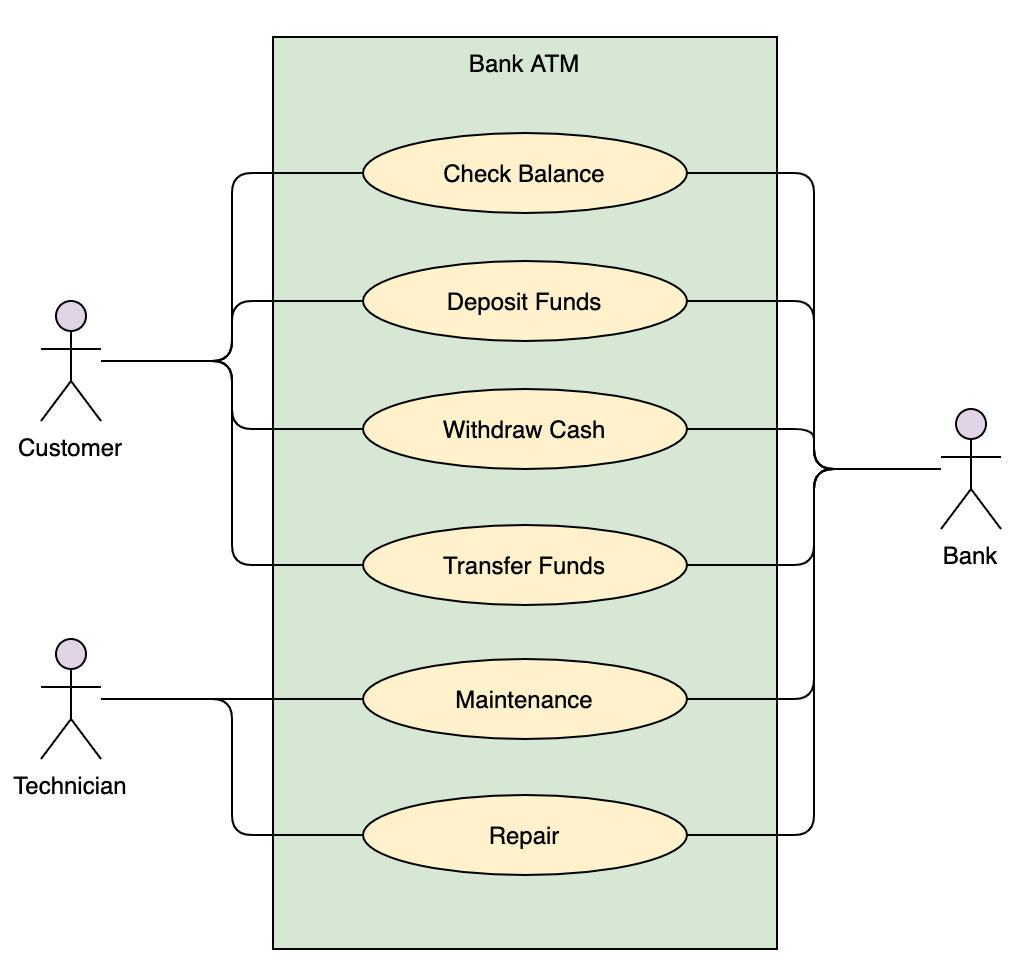 Bank ATM
Check Balance
Deposit Funds
Withdraw Cash
Transfer Funds
Maintenance
Repair
Customer
Technician
Bank